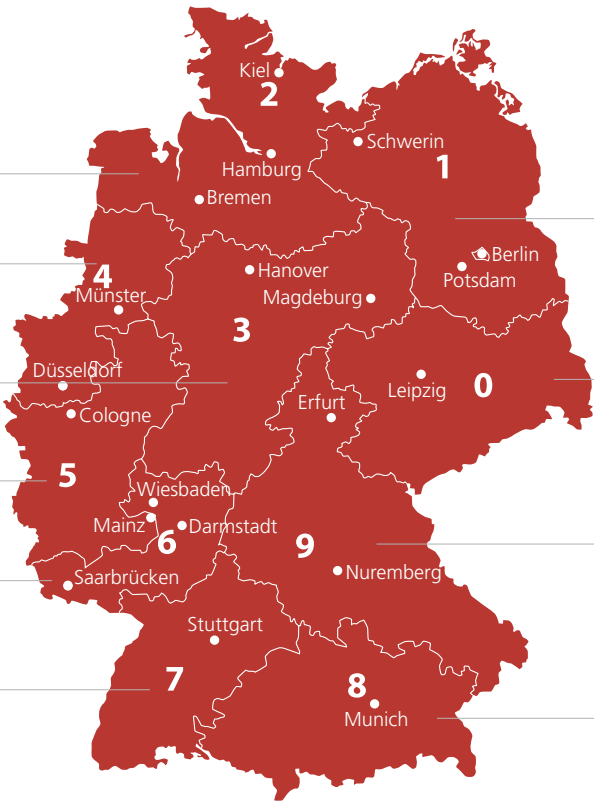 Kiel
2
Schwerin
Hamburg
1
Bremen
Berlin
Hanover
Potsdam
4
Münster
Magdeburg
3
Düsseldorf
Leipzig
0
Erfurt
Cologne
5
Wiesbaden
Mainz
Darmstadt
6
9
Saarbrücken
Nuremberg
Stuttgart
7
8
Munich